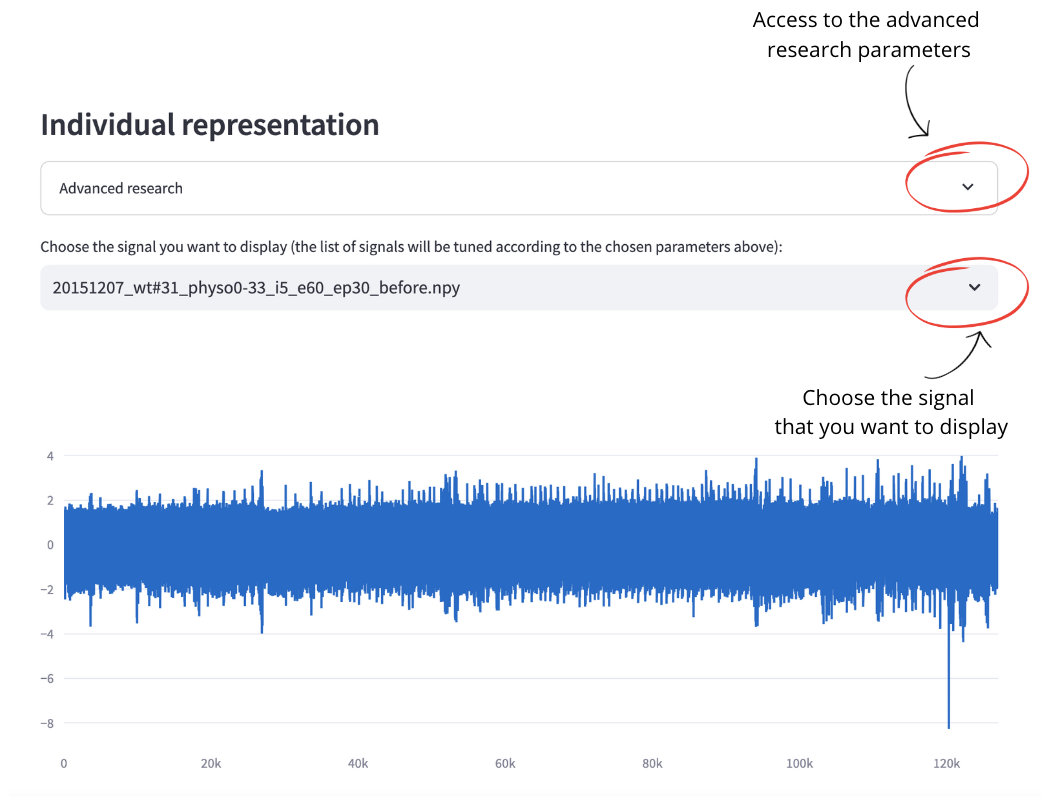 Access to the advanced
research parameters
Individual representation
Advanced research
Choose the signal you want to display (the list of signals will be tuned according to the chosen parameters above):
20151207_wt#31_physo0-33_i5_e60_ep30_before.npy
Choose the signal
that you want to display
4
2
0
−2
−4
−6
−8
0 20k 40k 60k 80k 100k 120k